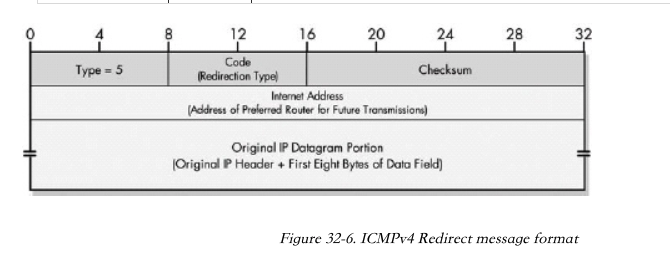 0 4 8 12 16 20 24 28 32
Type = 5
Code
(Redirection Type)
Checksum
Internet Address
(Address of Preferred Router for Future Transmissions)
Original IP Datagram Portion
(Original IP Header + First Eight Bytes of Data Field)
Figure 32-6. ICMPv4 Redirect message format